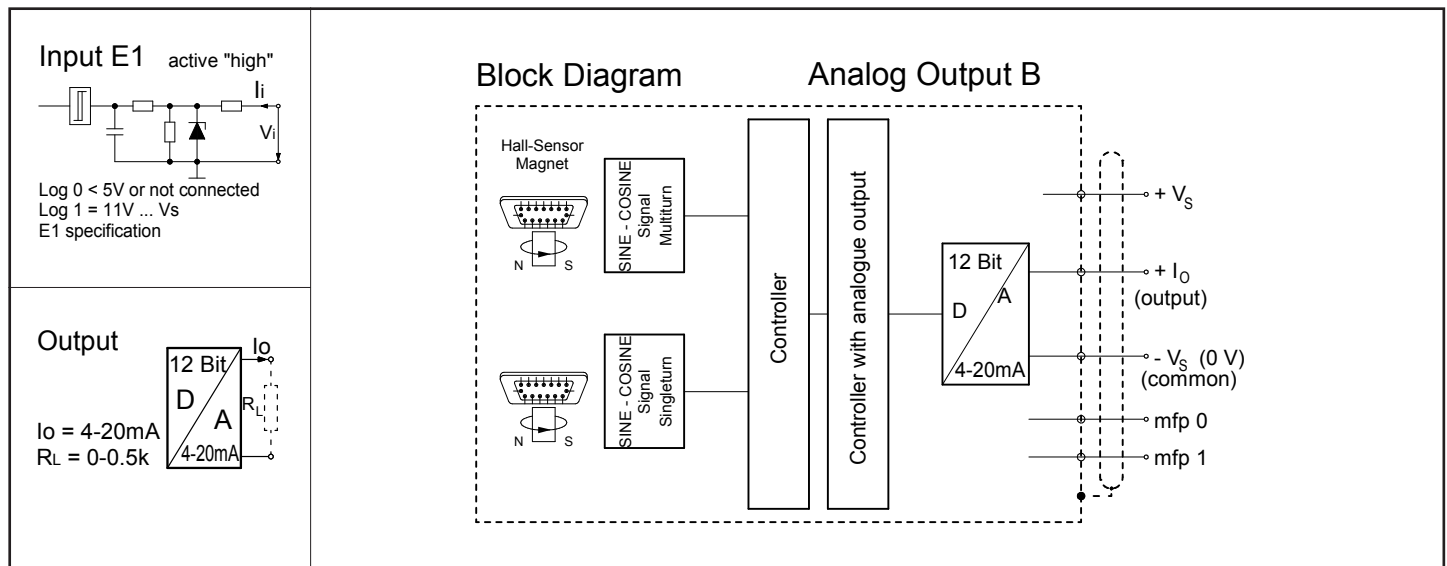 Input E1 active "high"
Ii
Vi
Log 0 < 5V or not connected
Log 1 = 11V ... Vs
E1 specification
Output
12 Bit
D
A
4-20mA
Io
RL
Io = 4-20mA
RL = 0-0.5k
Block Diagram
Analog Output B
Hall-Sensor
Magnet
N S
SINE - COSINE
Signal
Multiturn
N S
SINE - COSINE
Signal
Singleturn
Controller
Controller with analogue output
12 Bit
D
A
4-20mA
+ VS
+ IO
(output)
- VS (0 V)
(common)
mfp 0
mfp 1